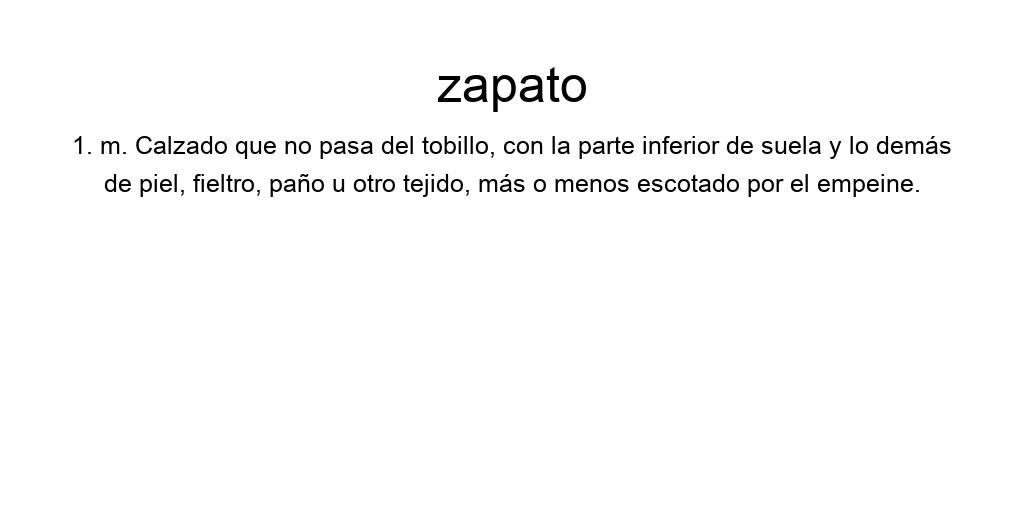 zapato
1. m. Calzado que no pasa del tobillo, con la parte inferior de suela y lo demás
de piel, fieltro, paño u otro tejido, más o menos escotado por el empeine.